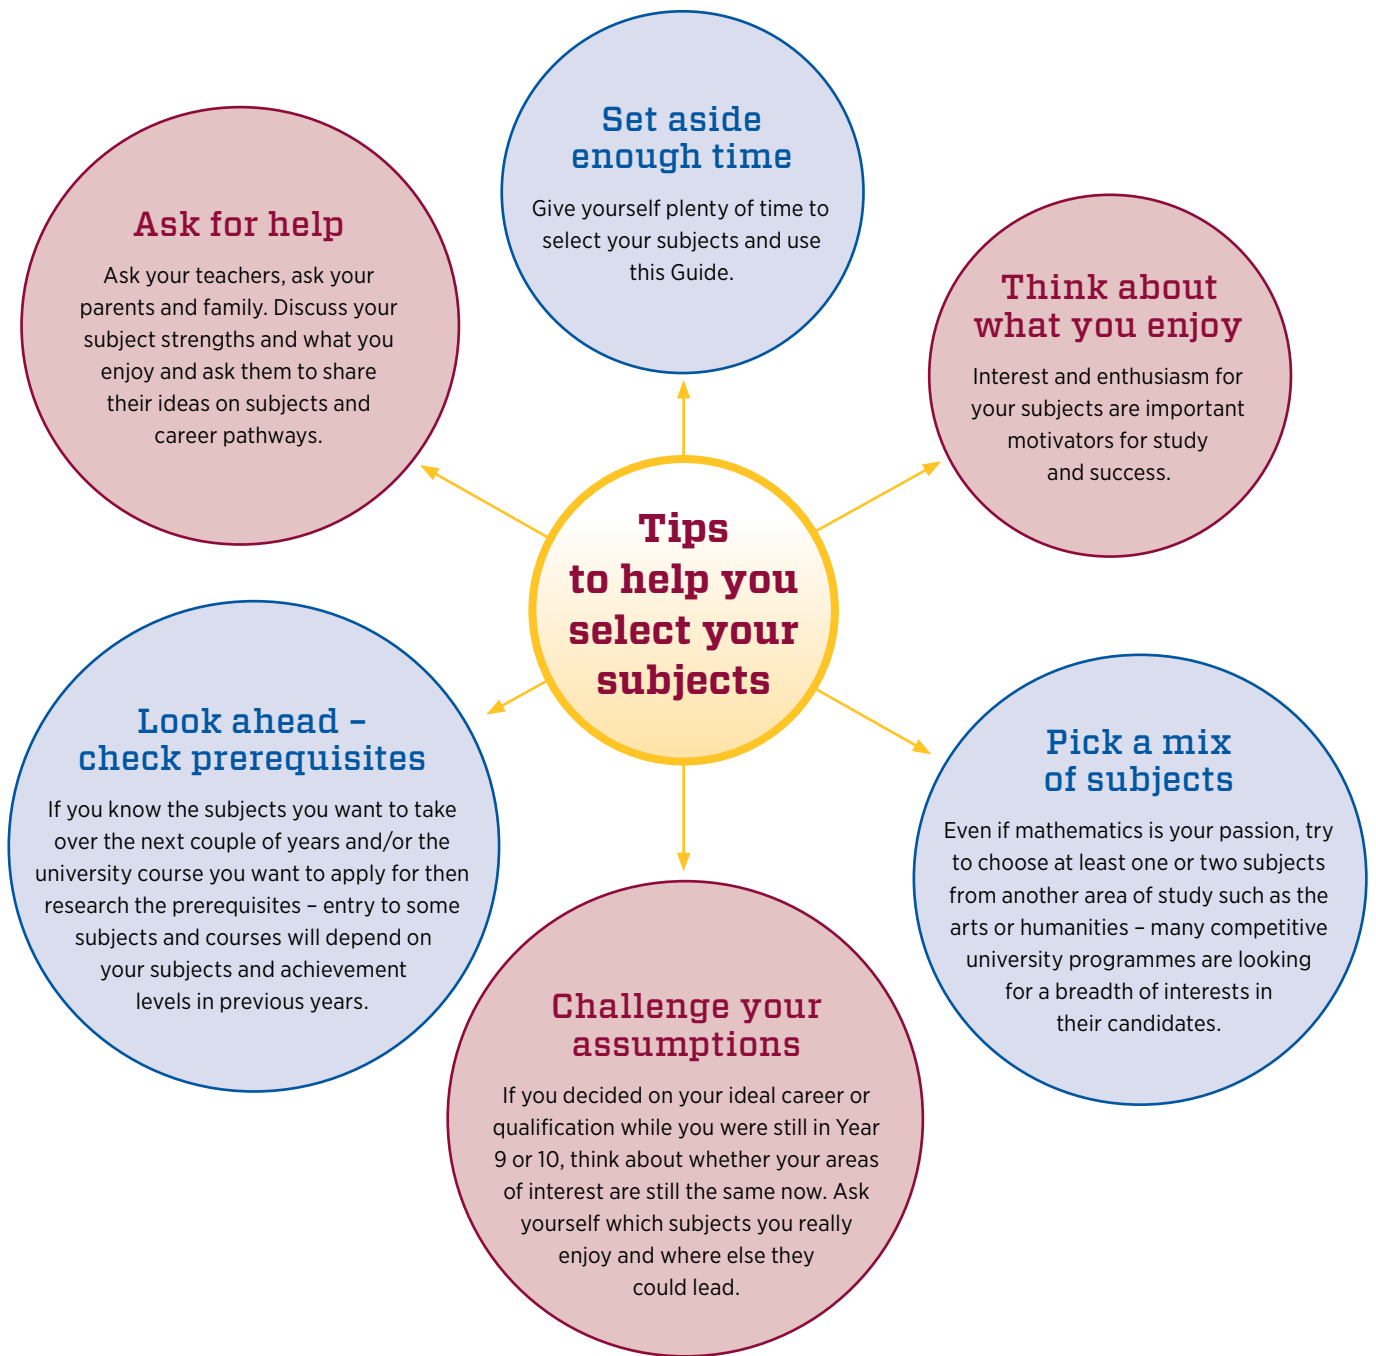 Set aside
enough time
Give yourself plenty of time to
select your subjects and use
this Guide.
Ask for help
Ask your teachers, ask your
parents and family. Discuss your
subject strengths and what you
enjoy and ask them to share
their ideas on subjects and
career pathways.
Think about
what you enjoy
Interest and enthusiasm for
your subjects are important
motivators for study
and success.
Tips
to help you
select your
subjects
Look ahead –
check prerequisites
If you know the subjects you want to take
over the next couple of years and/or the
university course you want to apply for then
research the prerequisites – entry to some
subjects and courses will depend on
your subjects and achievement
levels in previous years.
Pick a mix
of subjects
Even if mathematics is your passion, try
to choose at least one or two subjects
from another area of study such as the
arts or humanities – many competitive
university programmes are looking
for a breadth of interests in
their candidates.
Challenge your
assumptions
If you decided on your ideal career or
qualification while you were still in Year
9 or 10, think about whether your areas
of interest are still the same now. Ask
yourself which subjects you really
enjoy and where else they
could lead.